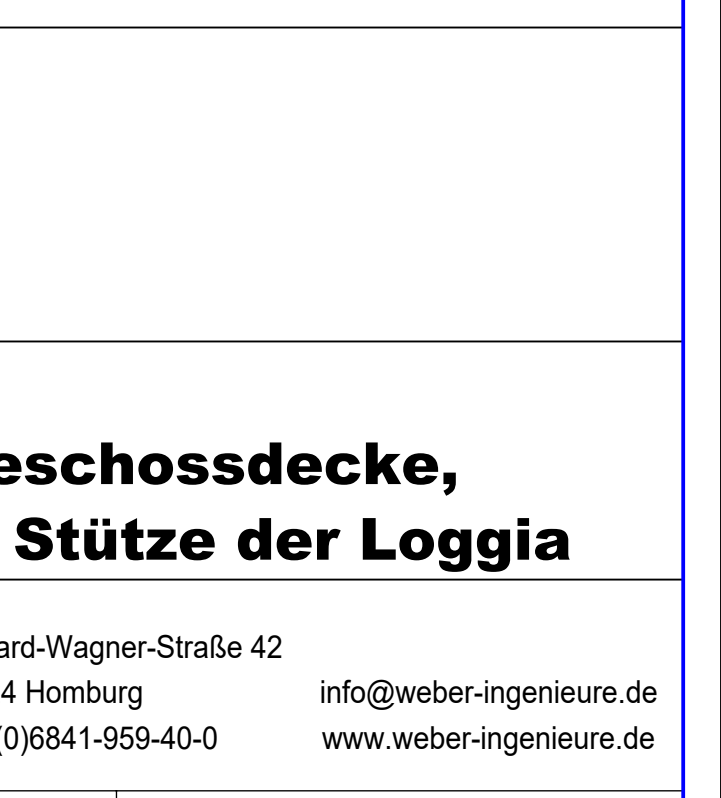 eschossdecke,
Stütze der Loggia
ard-Wagner-Straße 42
4 Homburg info@weber-ingenieure.de
(0)6841-959-40-0 www.weber-ingenieure.de